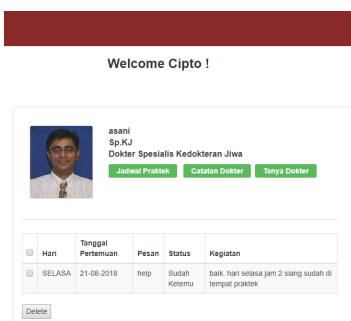 Welcome Cipto !
asani
Sp.KJ
Dokter Spesialis Kedokteran Jiwa
Jadwal Praktek Catatan Dokter Tanya Dokter
Hari Tanggal Pertemuan Pesan Status Kegiatan
SELASA 21-08-2018 help Sudah Ketemu baik. hari selasa jam 2 siang sudah di
tempat praktek
Delete